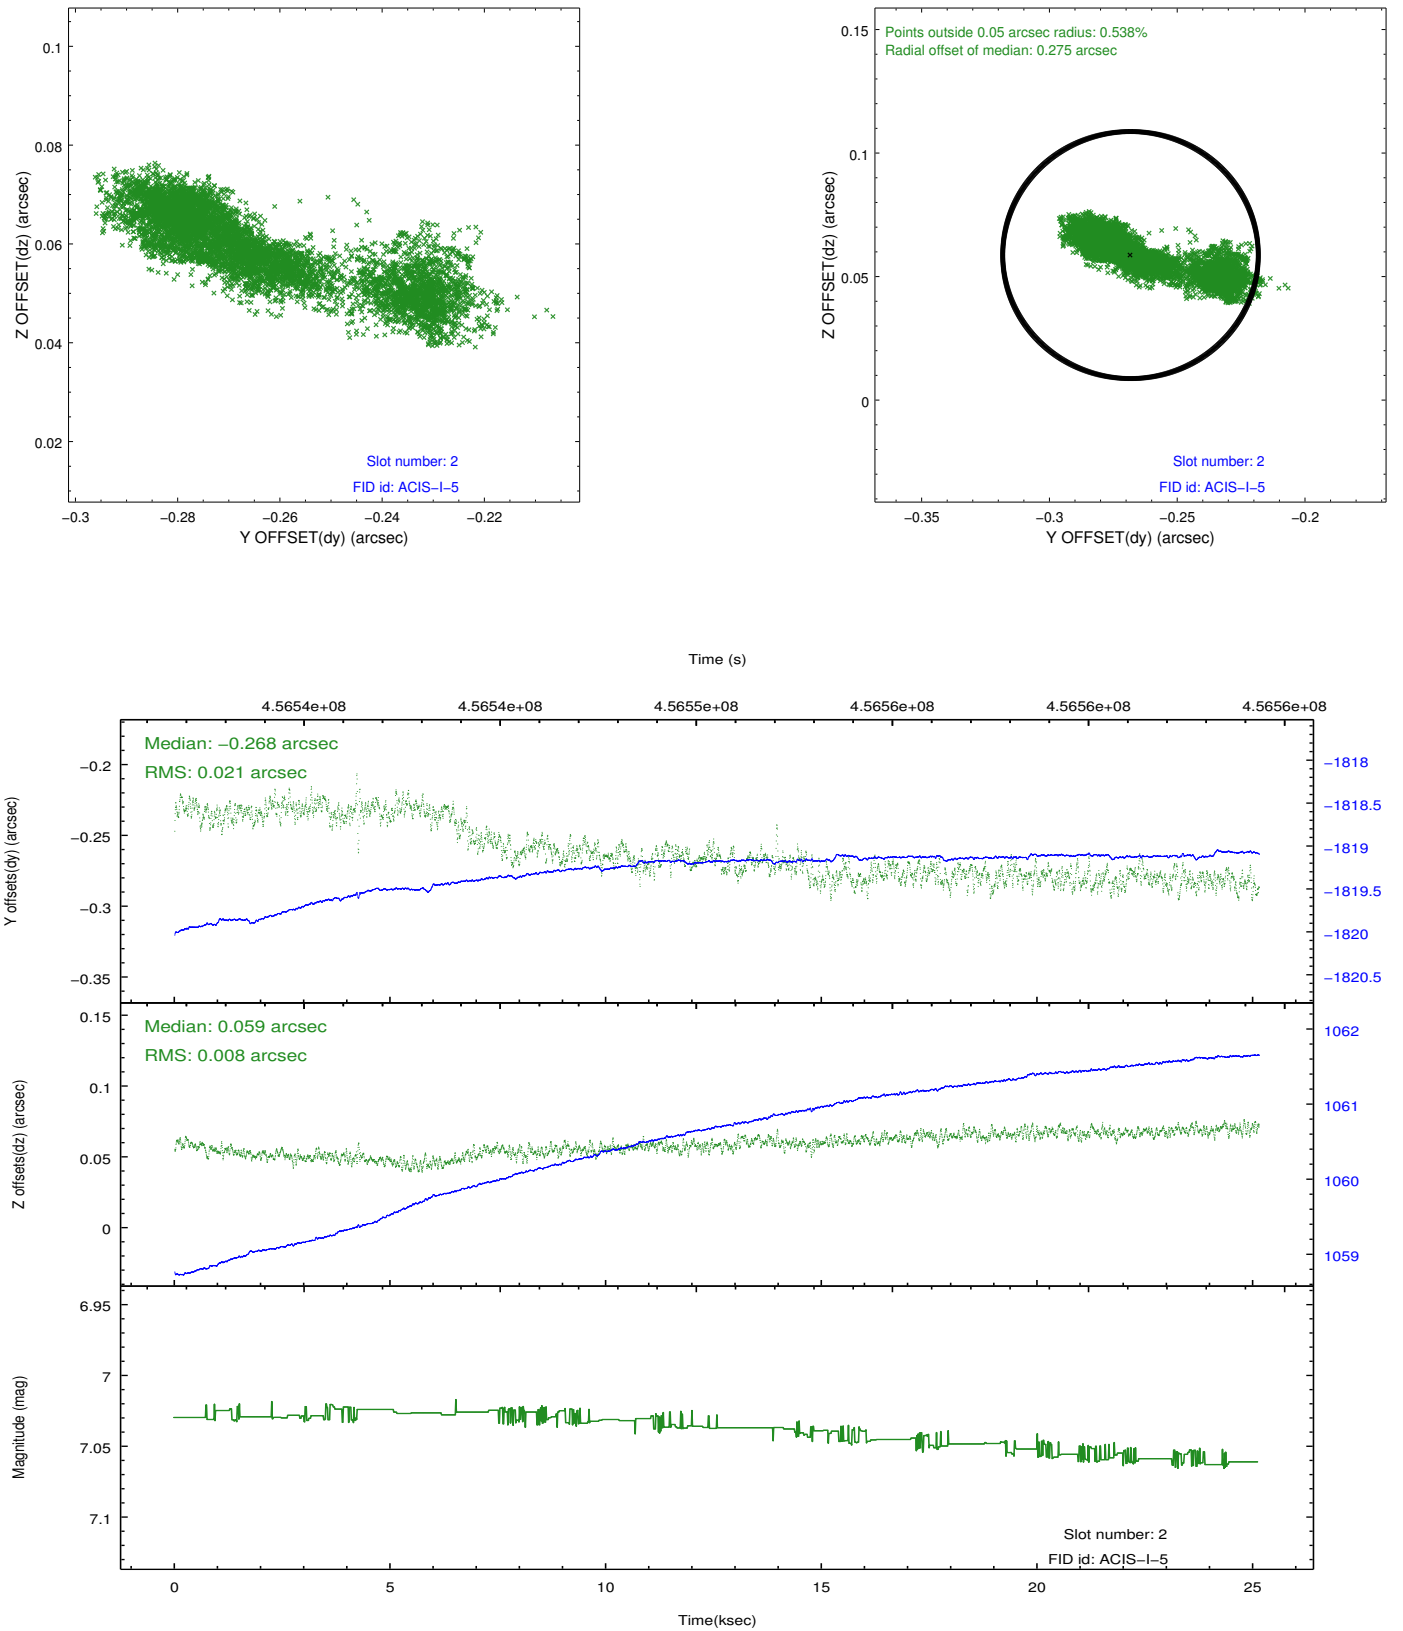 0.1
0.08
0.06
0.04
0.02
Z OFFSET(dz) (arcsec)
Slot number: 2
FID id: ACIS−I−5
−0.3 −0.28 −0.26 −0.24 −0.22
Y OFFSET(dy) (arcsec)
Points outside 0.05 arcsec radius: 0.538%
Radial offset of median: 0.275 arcsec
0.15
0.1
0.05
0
Z OFFSET(dz) (arcsec)
Slot number: 2
FID id: ACIS−I−5
−0.35 −0.3 −0.25 −0.2
Y OFFSET(dy) (arcsec)
Time (s)
4.5654e+08 4.5654e+08 4.5655e+08 4.5656e+08 4.5656e+08 4.5656e+08
Median: −0.268 arcsec
RMS: 0.021 arcsec
−0.2
−0.25
−0.3
−0.35
Y offsets(dy) (arcsec)
−1818
−1818.5
−1819
−1819.5
−1820
−1820.5
Median: 0.059 arcsec
RMS: 0.008 arcsec
0.15
0.1
0.05
0
Z offsets(dz) (arcsec)
1062
1061
1060
1059
6.95
7
7.05
7.1
Magnitude (mag)
Slot number: 2
FID id: ACIS−I−5
0 5 10 15 20 25
Time(ksec)